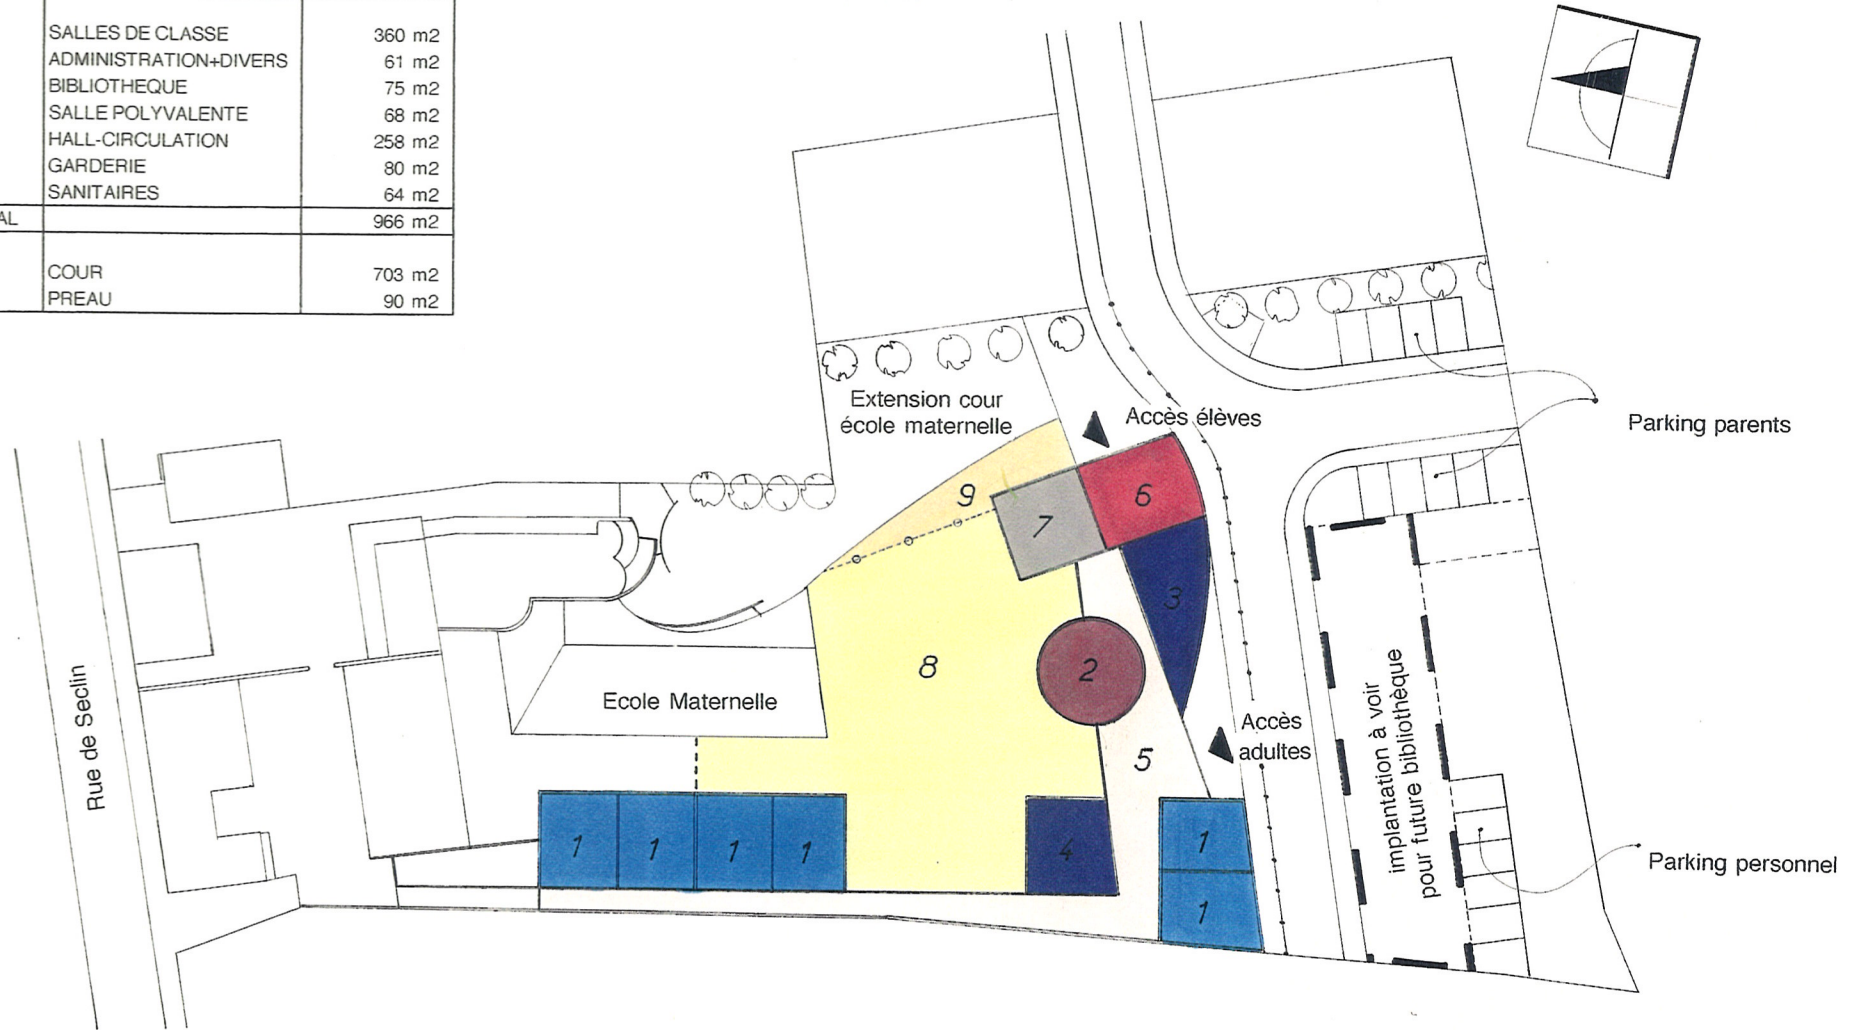 SALLES DE CLASSE 360 m2
ADMINISTRATION+DIVERS 61 m2
BIBLIOTHEQUE 75 m2
SALLE POLYVALENTE 68 m2
HALL-CIRCULATION 258 m2
GARDERIE 80 m2
SANITAIRES 64 m2
AL 966 m2
COUR 703 m2
PREAU 90 m2
Extension cour
école maternelle
Accès élèves
Parking parents
9
6
7
3
2
8
Ecole Maternelle
Rue de Seclin
Accès
adultes
5
implantation à voir
pour future bibliothèque
1 1 1 1
4
1
1
Parking personnel